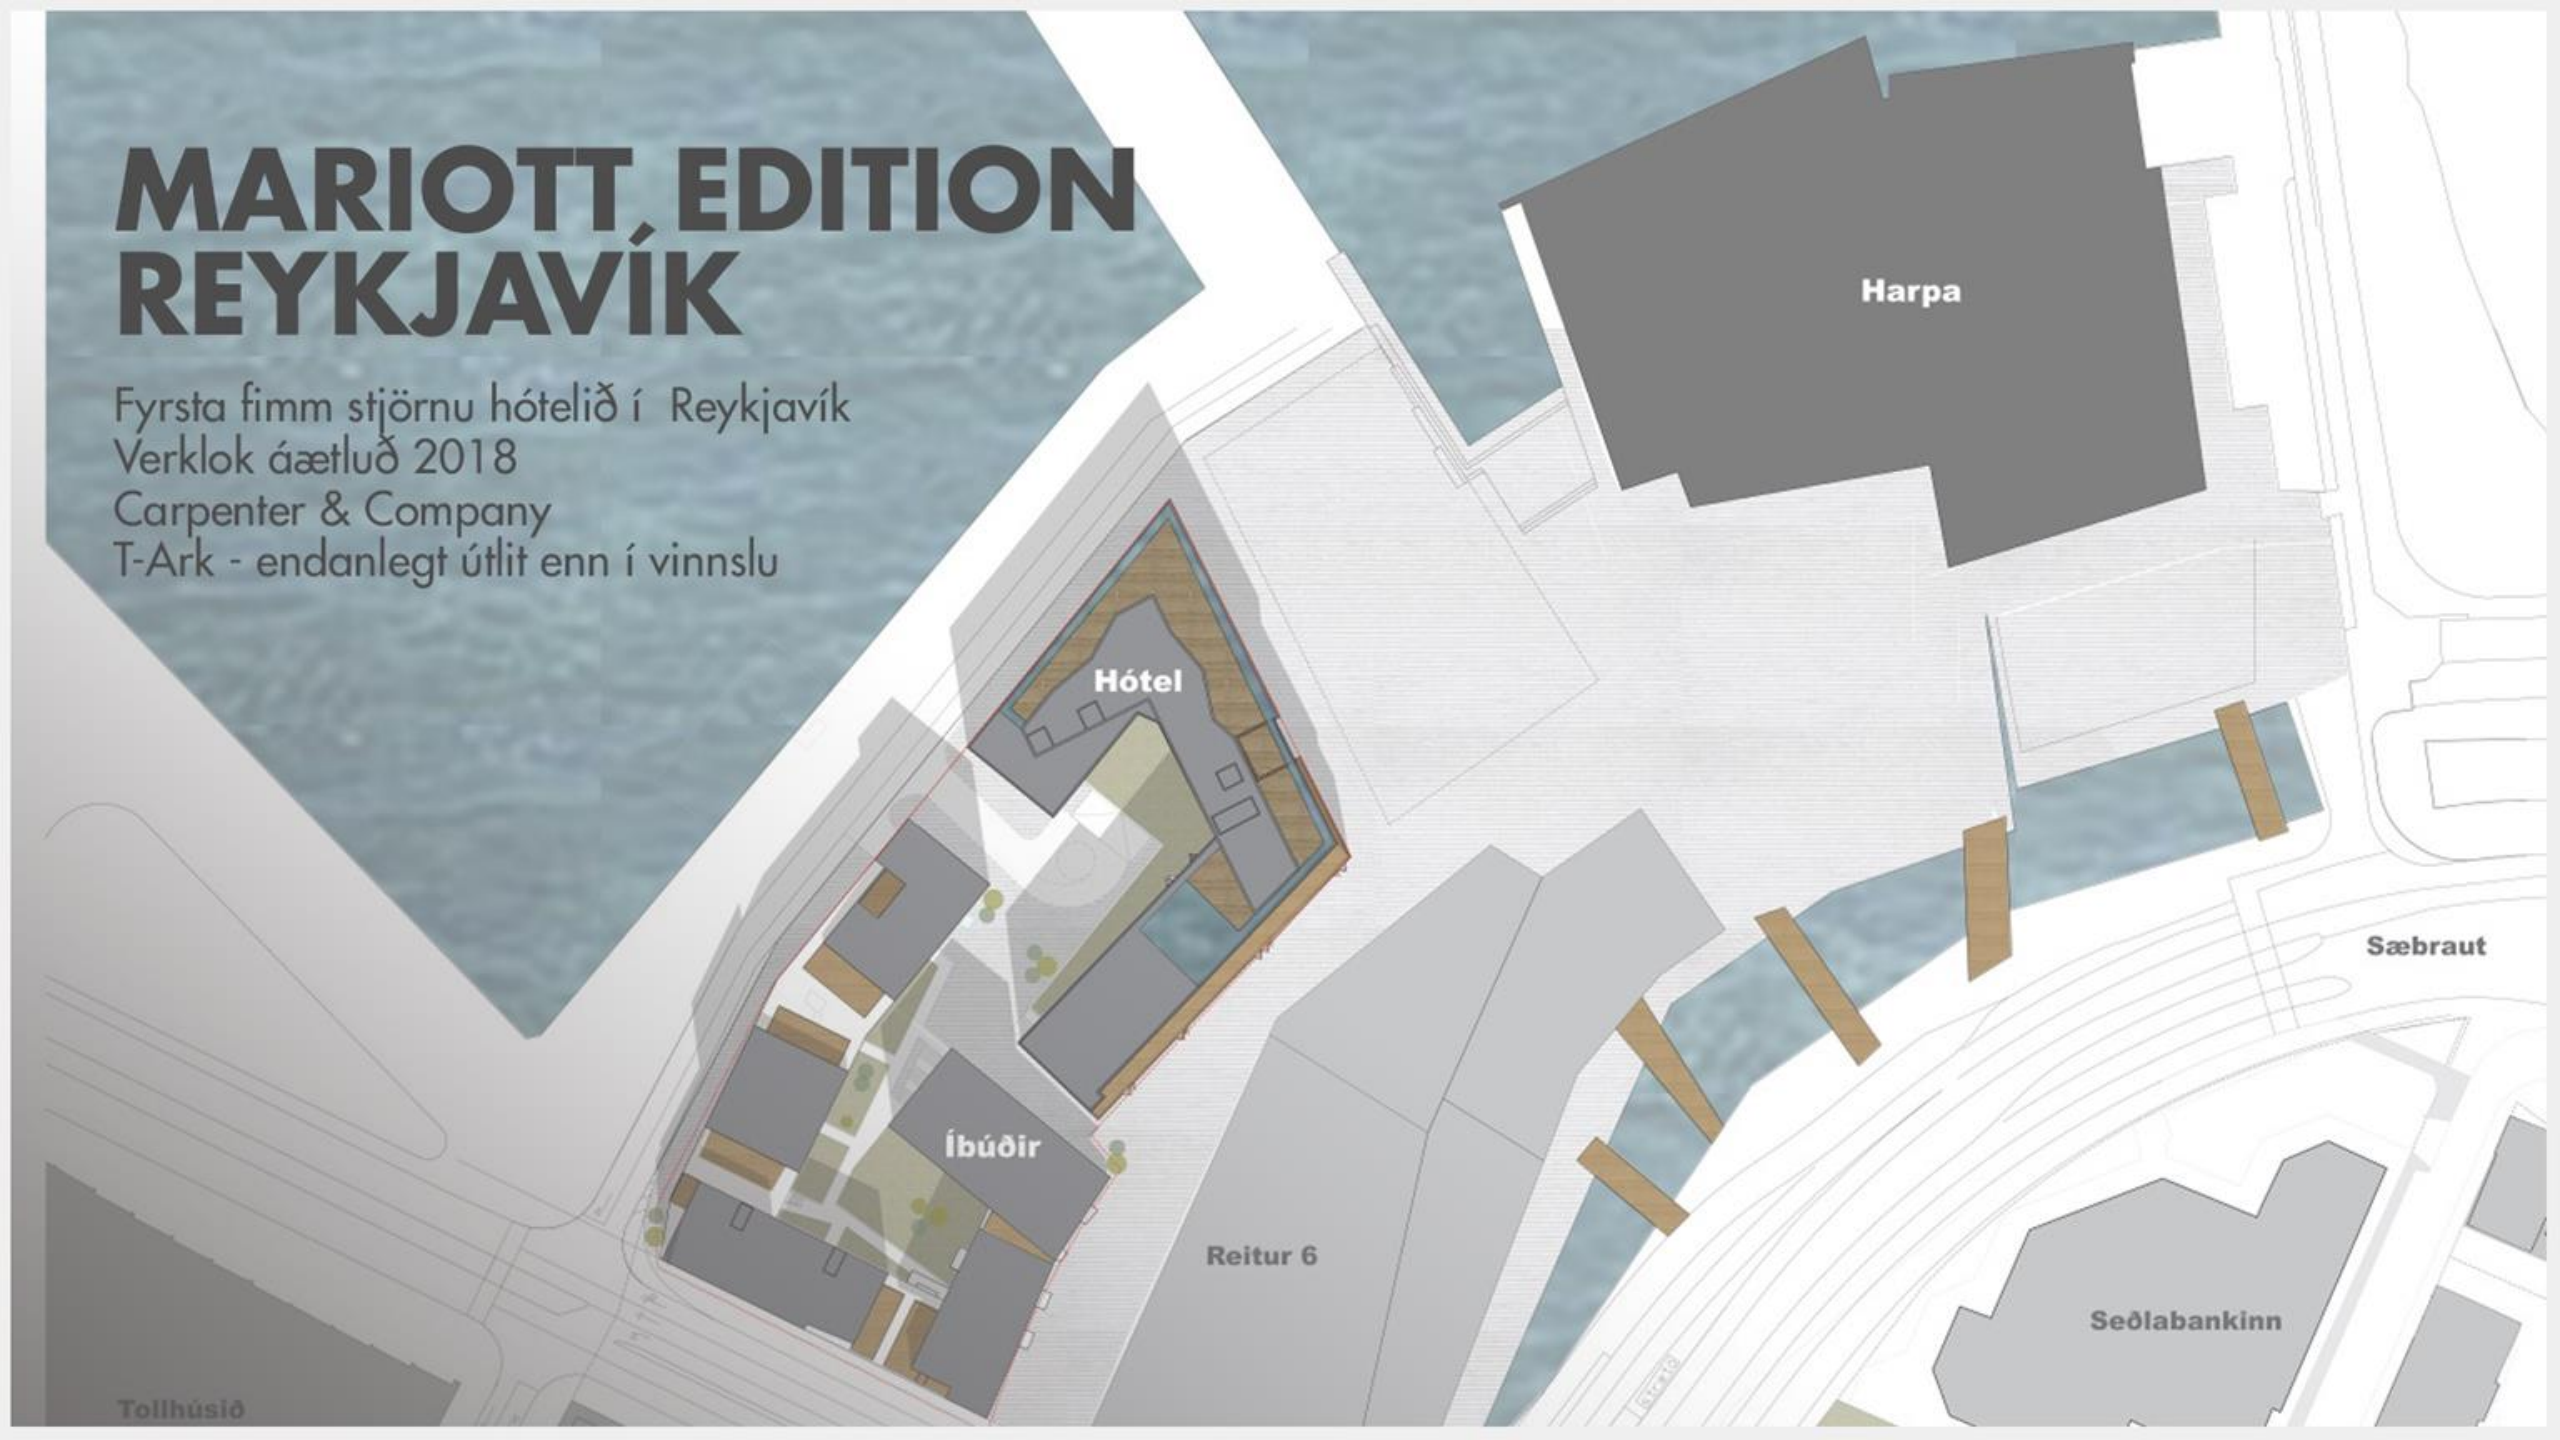 MARIOTT EDITION
REYKJAVÍK
Fyrsta fimm stjörnu hótelið í Reykjavík
Verklok áætluð 2018
Carpenter & Company
T-Ark - endanlegt útlit enn í vinnslu
Harpa
Hótel
Sæbraut
Íbúðir
Reitur 6
Seðlabankinn
strætó
Tollhúsið